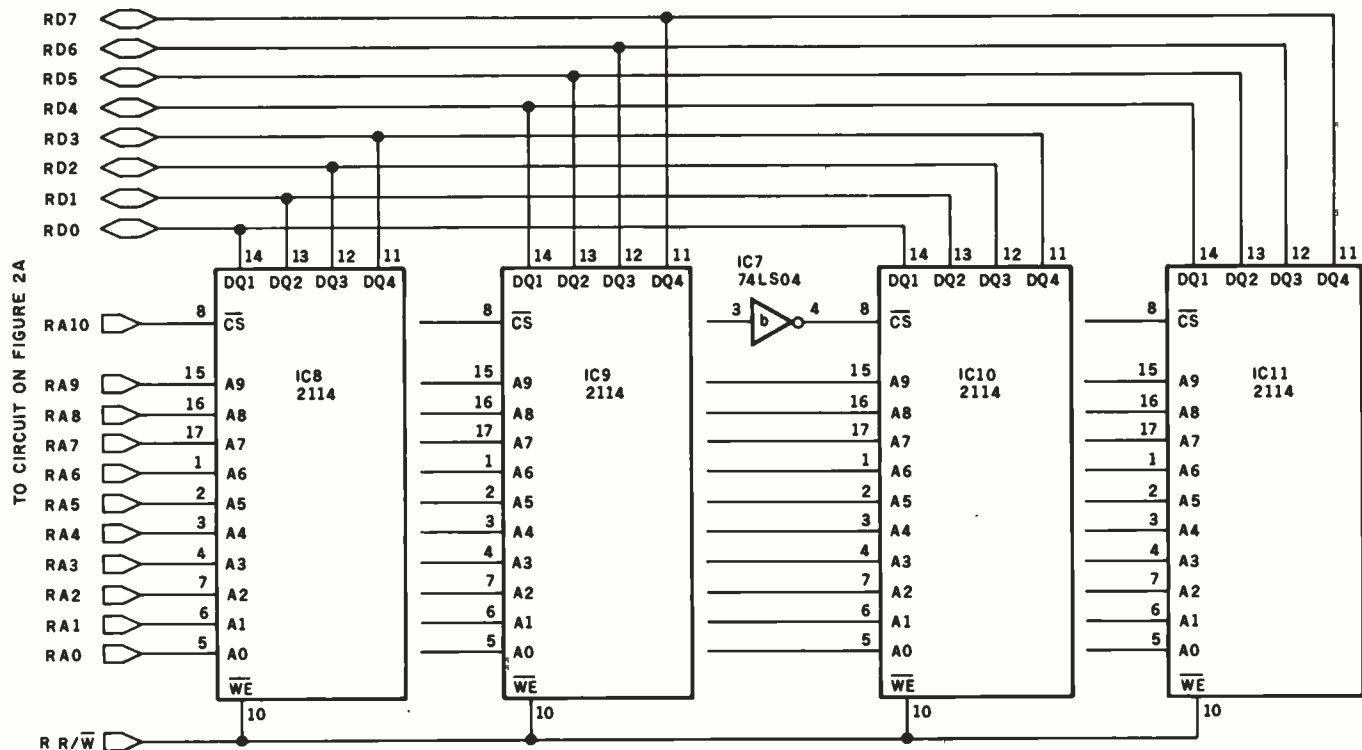 RD7
RD6
RD5
RD4
RD3
RD2
RD1
RD0
TO CIRCUIT ON FIGURE 2A
14 13 12 11
14 13 12 11
IC7
74LS04
14 13 12 11
14 13 12 11
DQ1 DQ2 DQ3 DQ4
DQ1 DQ2 DQ3 DQ4
DQ1 DQ2 DQ3 DQ4
DQ1 DQ2 DQ3 DQ4
RA10 8 CS
8 CS
3 b 4 8 CS
8 CS
IC8
2114
IC9
2114
IC10
2114
IC11
2114
RA9 15 A9 15 A9 15 A9 15 A9
RA8 16 A8 16 A8 16 A8 16 A8
RA7 17 A7 17 A7 17 A7 17 A7
RA6 1 A6 1 A6 1 A6 1 A6
RA5 2 A5 2 A5 2 A5 2 A5
RA4 3 A4 3 A4 3 A4 3 A4
RA3 4 A3 4 A3 4 A3 4 A3
RA2 7 A2 7 A2 7 A2 7 A2
RA1 6 A1 6 A1 6 A1 6 A1
RA0 5 A0 5 A0 5 A0 5 A0
WE WE WE WE
10 10 10 10
R R/W